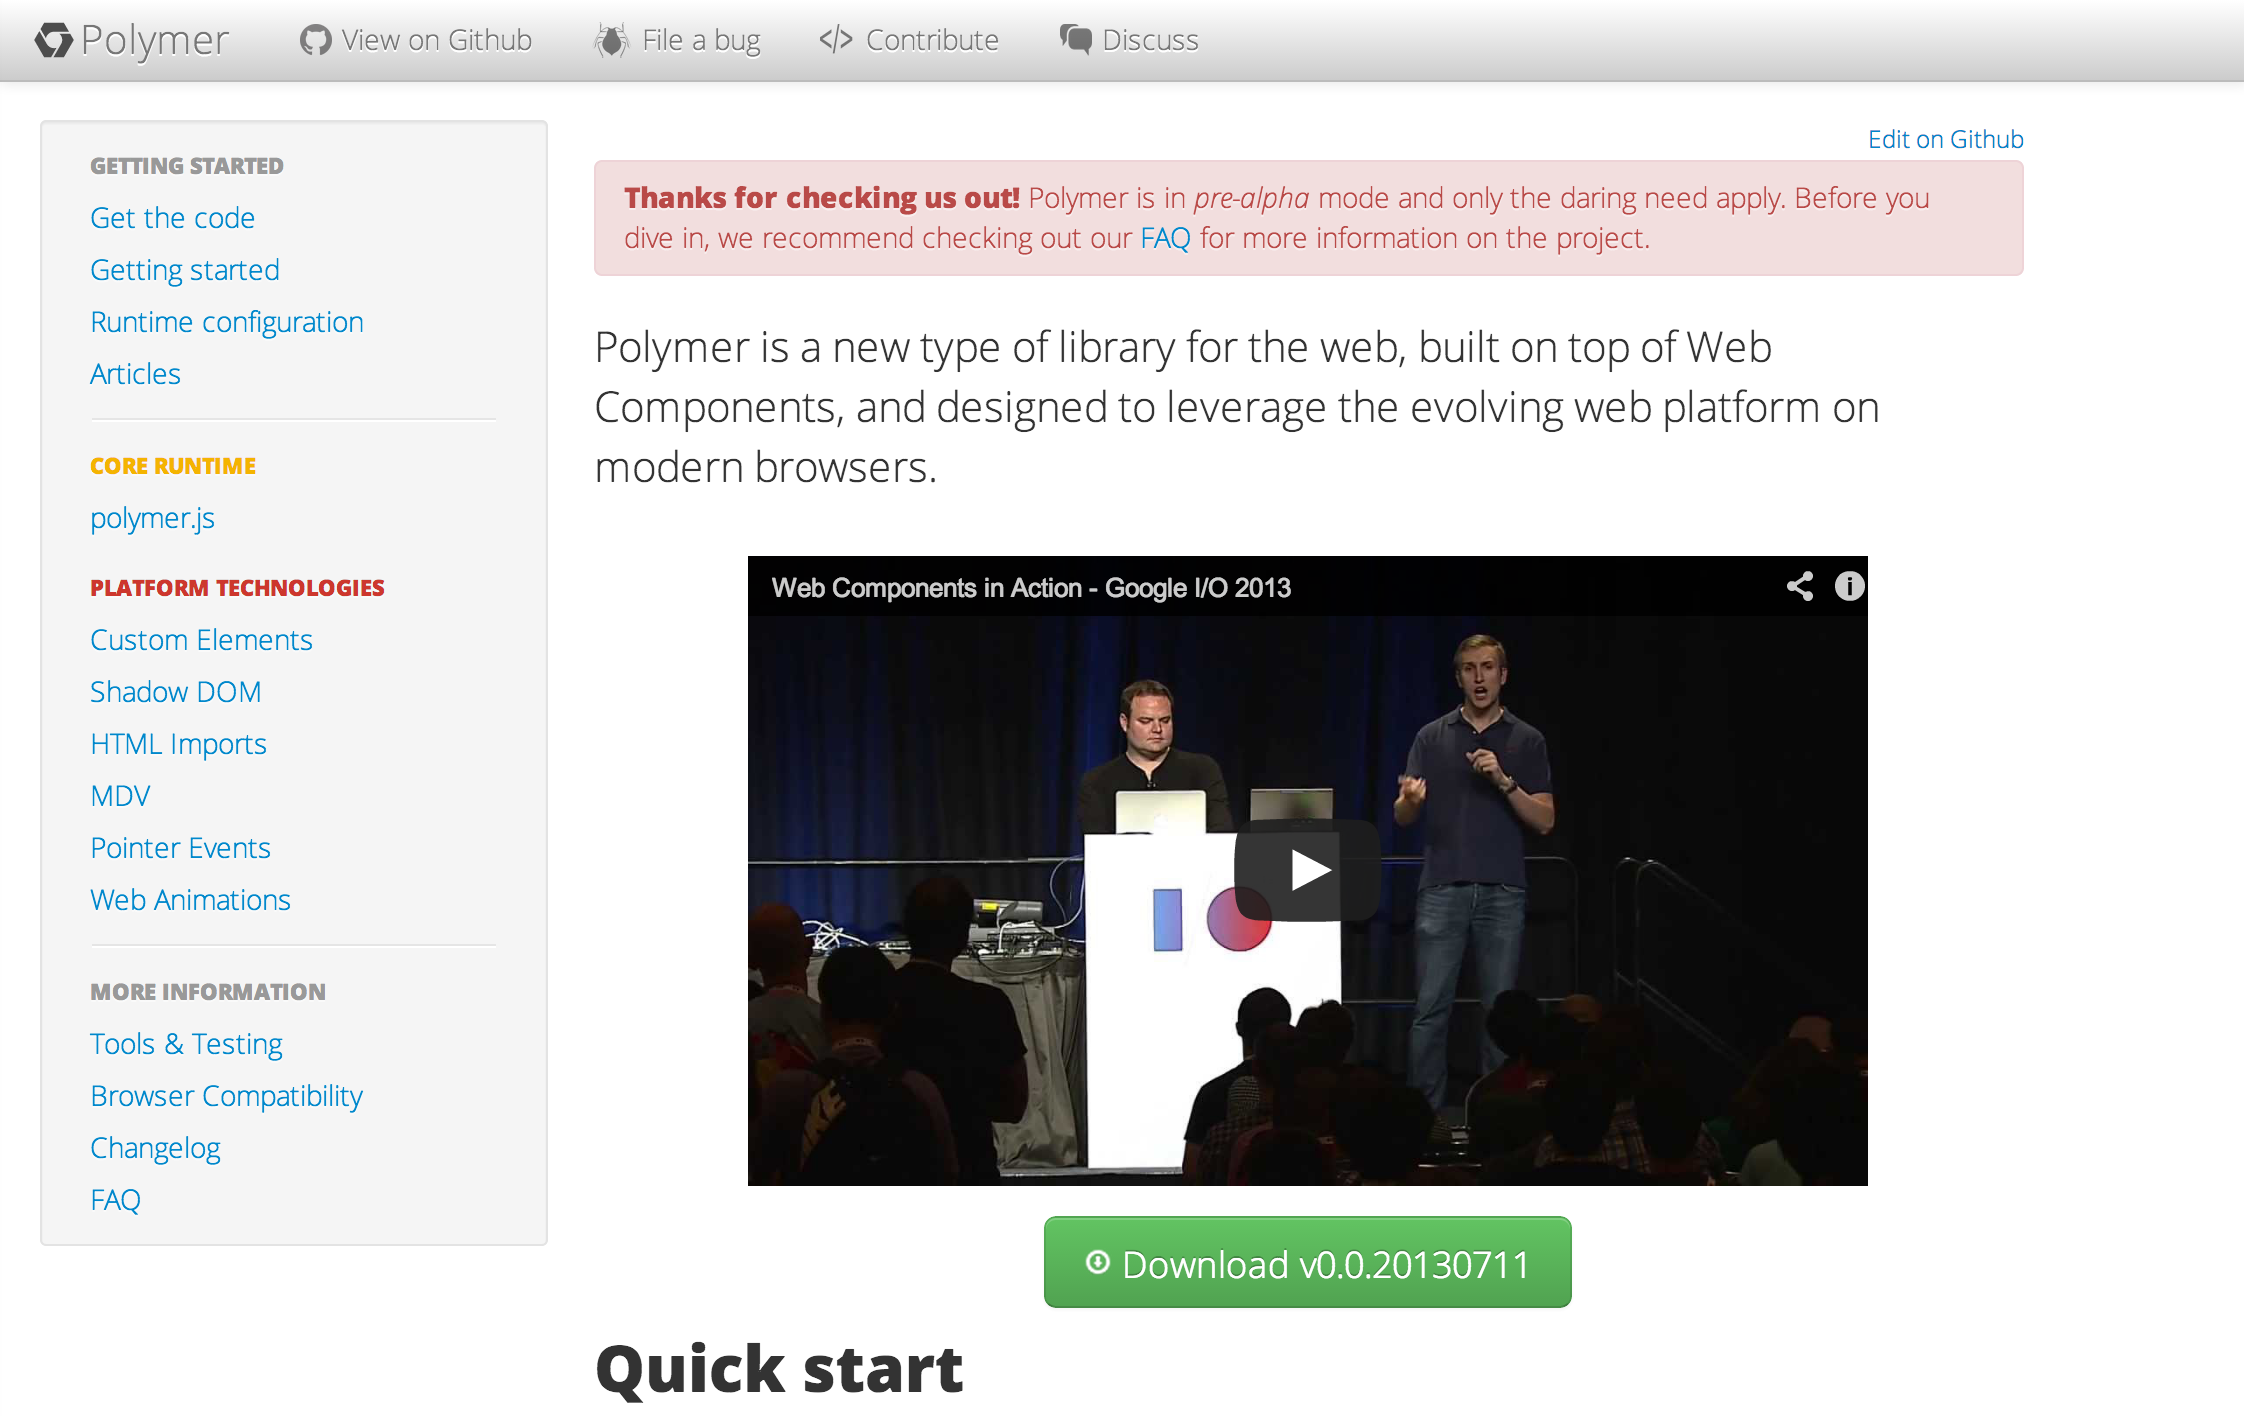 Polymer
View on Github
File a bug
Contribute
Discuss
GETTING STARTED
Get the code
Getting started
Runtime configuration
Articles
CORE RUNTIME
polymer.js
PLATFORM TECHNOLOGIES
Custom Elements
Shadow DOM
HTML Imports
MDV
Pointer Events
Web Animations
MORE INFORMATION
Tools & Testing
Browser Compatibility
Changelog
FAQ
Edit on Github
Thanks for checking us out! Polymer is in pre-alpha mode and only the daring need apply. Before you
dive in, we recommend checking out our FAQ for more information on the project.
Polymer is a new type of library for the web, built on top of Web
Components, and designed to leverage the evolving web platform on
modern browsers.
Web Components in Action - Google I/O 2013
Download v0.0.20130711
Quick start